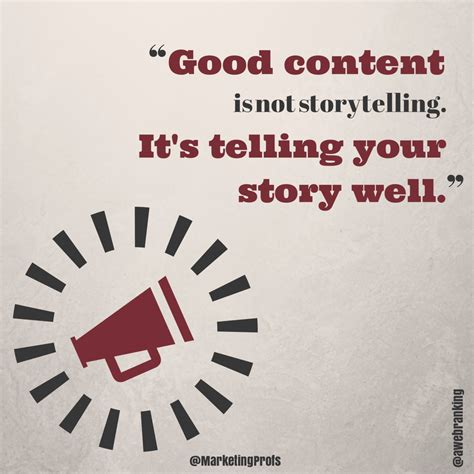 “Good content
is not storytelling.
It's telling your
story well.”
@MarketingProfs
@awebranking